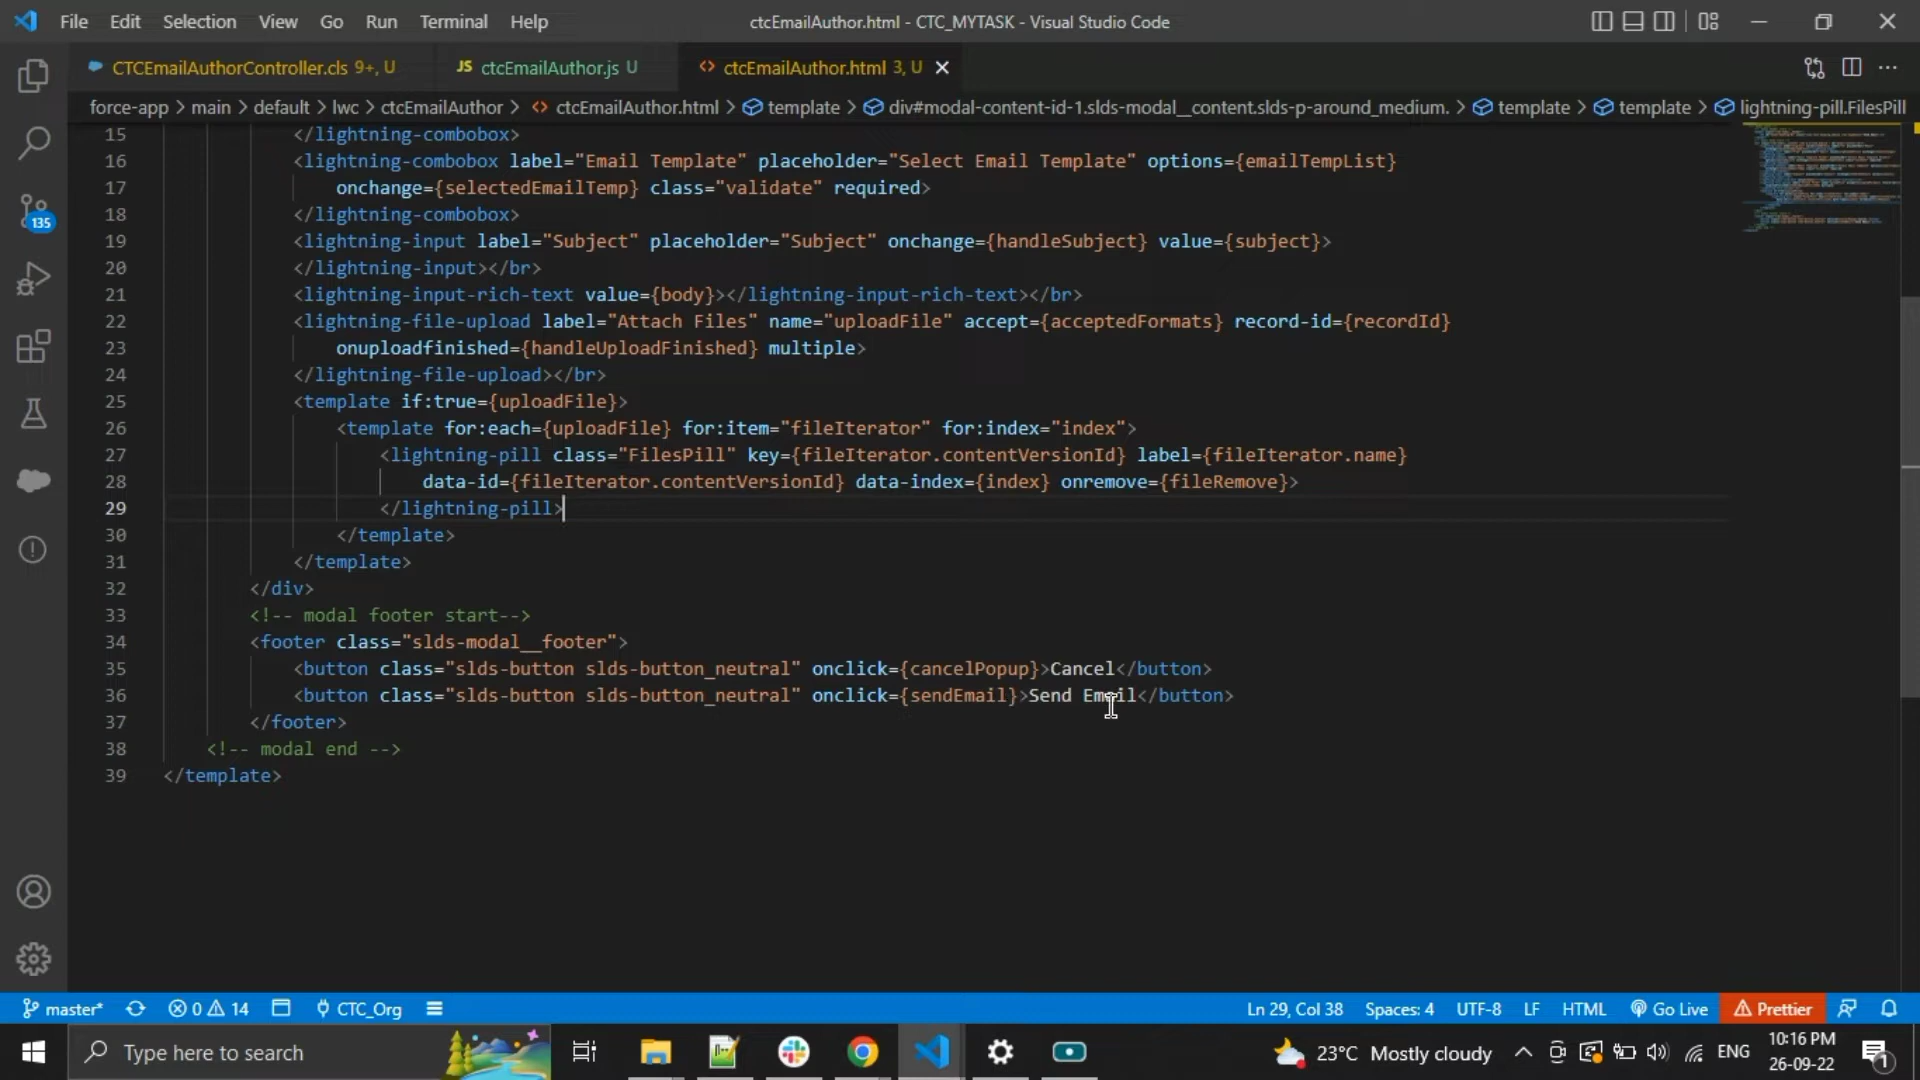 File Edit Selection View Go Run Terminal Help
ctcEmailAuthor.html - CTC_MYTASK - Visual Studio Code
CTCEmailAuthorController.cls 9+, U
JS ctcEmailAuthor.js U
<> ctcEmailAuthor.html 3, U
force-app > main > default > lwc > ctcEmailAuthor > <> ctcEmailAuthor.html > template > div#modal-content-id-1.slds-modal__content.slds-p-around_medium. > template > template > lightning-pill.FilesPill
15 </lightning-combobox>
16 <lightning-combobox label="Email Template" placeholder="Select Email Template" options={emailTempList}
17 onchange={selectedEmailTemp} class="validate" required>
18 </lightning-combobox>
19 <lightning-input label="Subject" placeholder="Subject" onchange={handleSubject} value={subject}>
20 </lightning-input></br>
21 <lightning-input-rich-text value={body}></lightning-input-rich-text></br>
22 <lightning-file-upload label="Attach Files" name="uploadFile" accept={acceptedFormats} record-id={recordId}
23 onuploadfinished={handleUploadFinished} multiple>
24 </lightning-file-upload></br>
25 <template if:true={uploadFile}>
26 <template for:each={uploadFile} for:item="fileIterator" for:index="index">
27 <lightning-pill class="FilesPill" key={fileIterator.contentVersionId} label={fileIterator.name}
28 data-id={fileIterator.contentVersionId} data-index={index} onremove={fileRemove}>
29 </lightning-pill>
30 </template>
31 </template>
32 </div>
33 <!-- modal footer start-->
34 <footer class="slds-modal__footer">
35 <button class="slds-button slds-button_neutral" onclick={cancelPopup}>Cancel</button>
36 <button class="slds-button slds-button_neutral" onclick={sendEmail}>Send Email</button>
37 </footer>
38 <!-- modal end -->
39 </template>
135
master* 0 14 CTC_Org
Ln 29, Col 38 Spaces: 4 UTF-8 LF HTML Go Live Prettier
Type here to search
23°C Mostly cloudy
ENG
10:16 PM
26-09-22
1